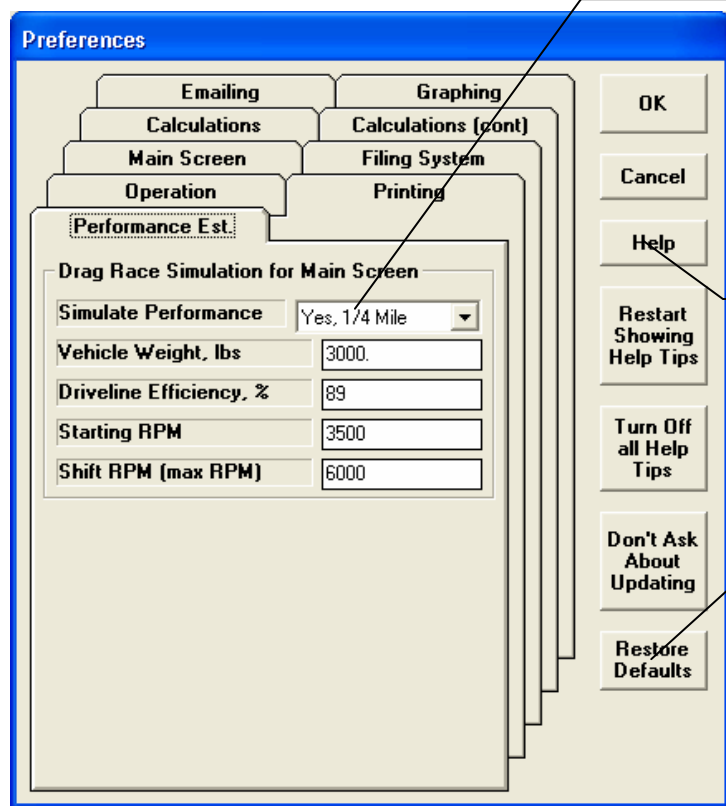 Preferences
Emailing
Graphing
Calculations
Calculations (cont)
Main Screen
Filing System
Operation
Printing
Performance Est.
Drag Race Simulation for Main Screen
Simulate Performance
Yes, 1/4 Mile
Vehicle Weight, lbs
3000.
Driveline Efficiency, %
89
Starting RPM
3500
Shift RPM (max RPM)
6000
OK
Cancel
Help
Restart
Showing
Help Tips
Turn Off
all Help
Tips
Don't Ask
About
Updating
Restore
Defaults